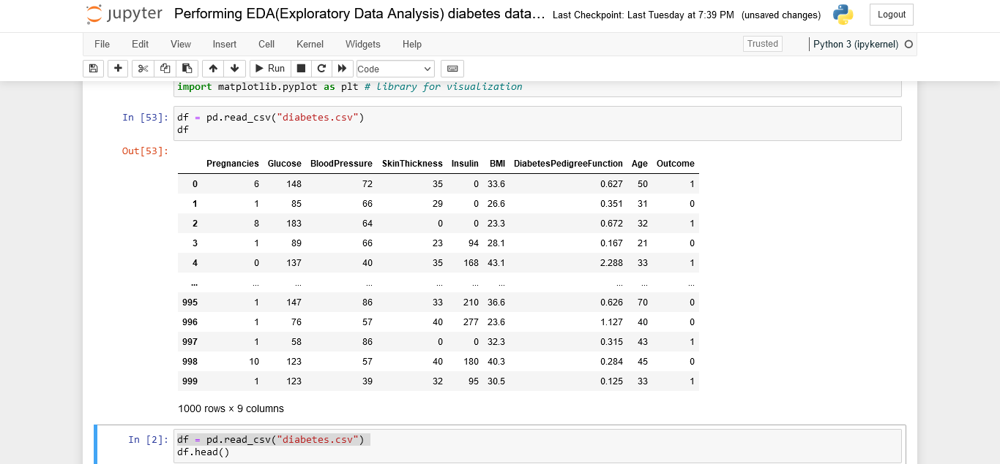 jupyter Performing EDA(Exploratory Data Analysis) diabetes data... Last Checkpoint: Last Tuesday at 7:39 PM (unsaved changes) Logout
File Edit View Insert Cell Kernel Widgets Help Trusted Python 3 (ipykernel)
Run Code
import matplotlib.pyplot as plt # library for visualization
In [53]: df = pd.read_csv("diabetes.csv")
df
Out[53]:
Pregnancies Glucose BloodPressure SkinThickness Insulin BMI DiabetesPedigreeFunction Age Outcome
0 6 148 72 35 0 33.6 0.627 50 1
1 1 85 66 29 0 26.6 0.351 31 0
2 8 183 64 0 0 23.3 0.672 32 1
3 1 89 66 23 94 28.1 0.167 21 0
4 0 137 40 35 168 43.1 2.288 33 1
... ... ... ... ... ... ... ... ... ...
995 1 147 86 33 210 36.6 0.626 70 0
996 1 76 57 40 277 23.6 1.127 40 0
997 1 58 86 0 0 32.3 0.315 43 1
998 10 123 57 40 180 40.3 0.284 45 0
999 1 123 39 32 95 30.5 0.125 33 1
1000 rows × 9 columns
In [2]: df = pd.read_csv("diabetes.csv")
df.head()